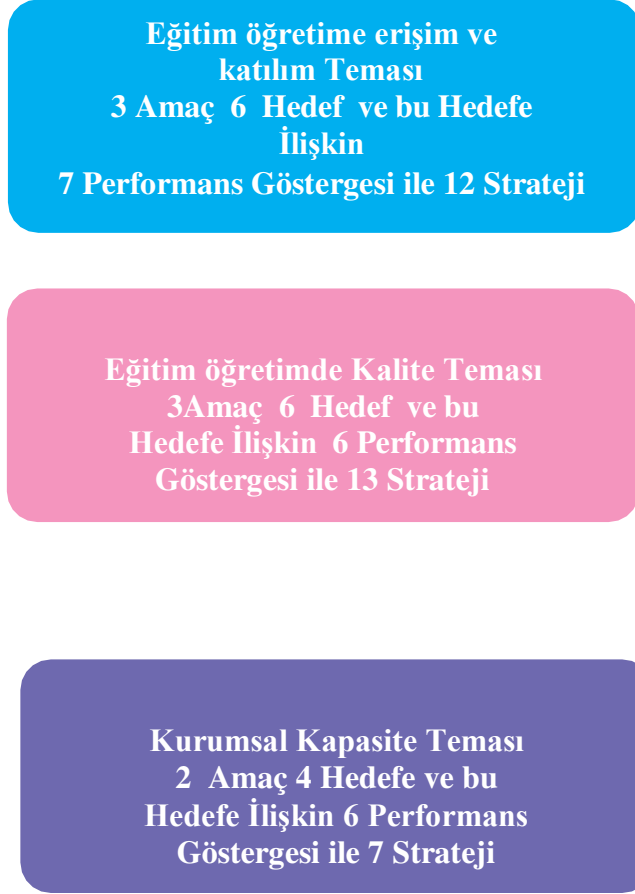 Eğitim öğretime erişim ve
katılım Teması
3 Amaç 6 Hedef ve bu Hedefe
İlişkin
7 Performans Göstergesi ile 12 Strateji
Eğitim öğretimde Kalite Teması
3Amaç 6 Hedef ve bu
Hedefe İlişkin 6 Performans
Göstergesi ile 13 Strateji
Kurumsal Kapasite Teması
2 Amaç 4 Hedefe ve bu
Hedefe İlişkin 6 Performans
Göstergesi ile 7 Strateji